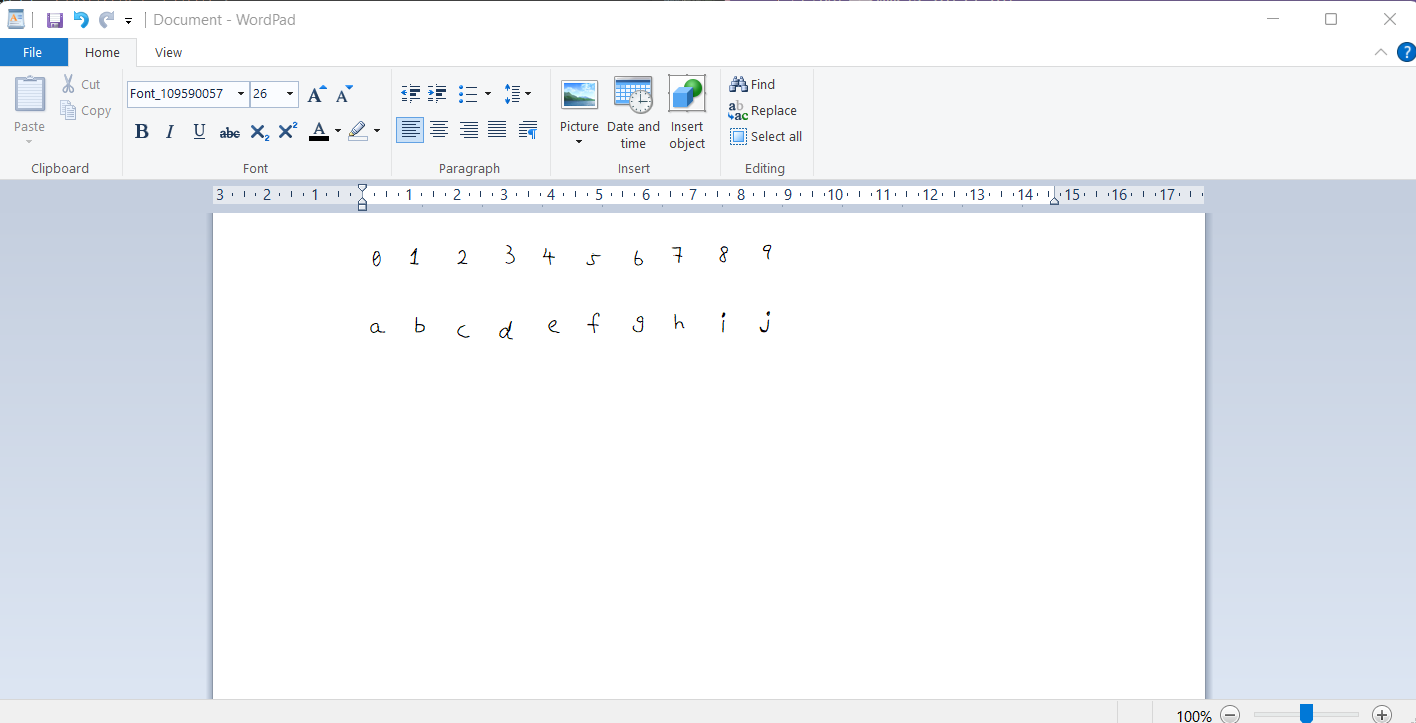 Document - WordPad
File Home View
Paste Cut Copy Clipboard
Font_109590057 26
B I U abc X₂ X² A
Font
Paragraph
Picture Date and time Insert object
Insert
Find
Replace
Select all
Editing
3 2 1 1 2 3 4 5 6 7 8 9 10 11 12 13 14 15 16 17
0 1 2 3 4 5 6 7 8 9
a b c d e f g h i j
100%